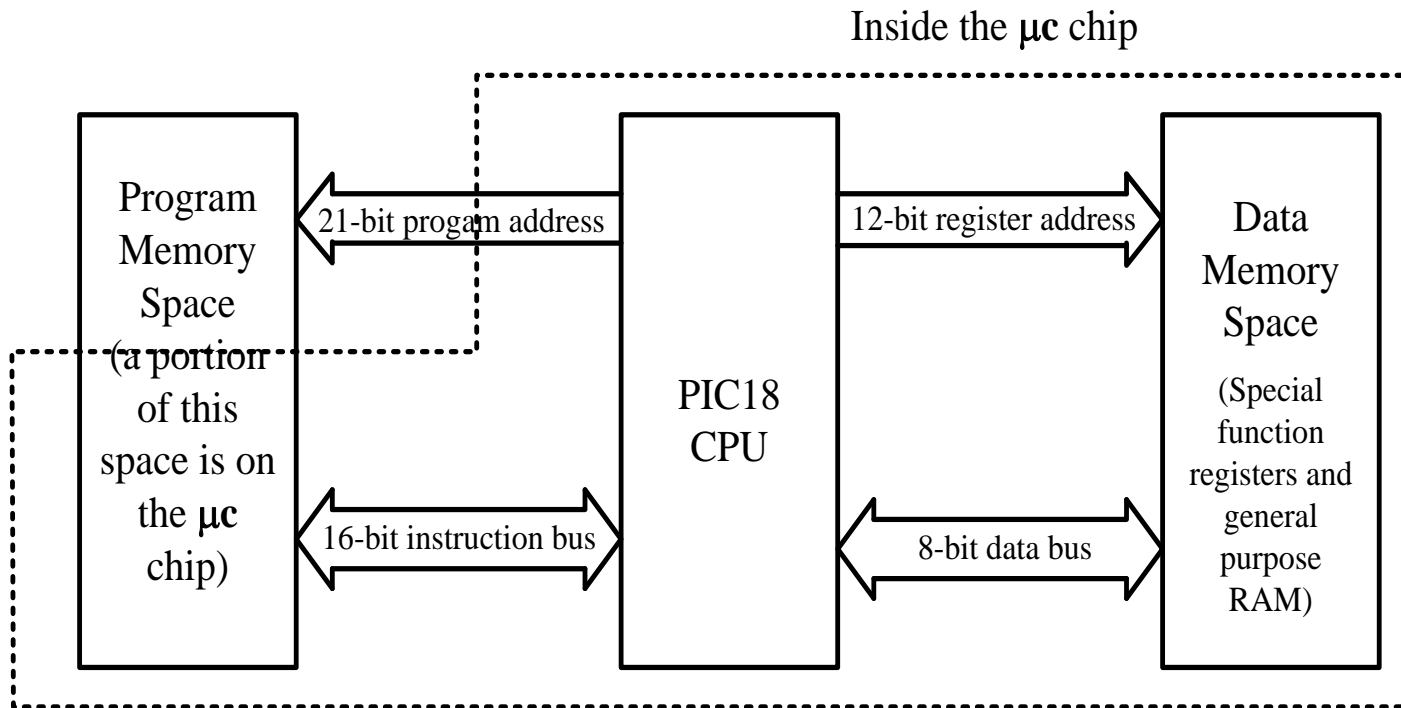 Inside the μc chip
Program
Memory
Space
(a portion
of this
space is on
the μc
chip)
21-bit progam address
16-bit instruction bus
PIC18
CPU
12-bit register address
8-bit data bus
Data
Memory
Space
(Special
function
registers and
general
purpose
RAM)